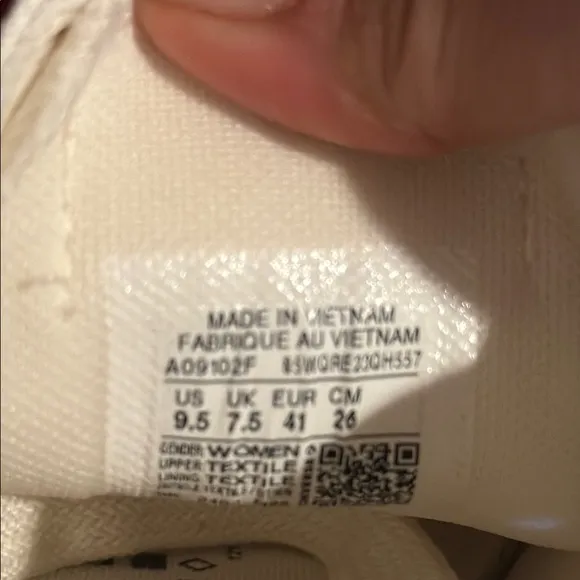 MADE IN VIETNAM
FABRIQUE AU VIETNAM
A09102F
US UK EUR CM
9.5 7.5 41 26
GENDER WOMEN
UPPER TEXTILE
LINING TEXTILE